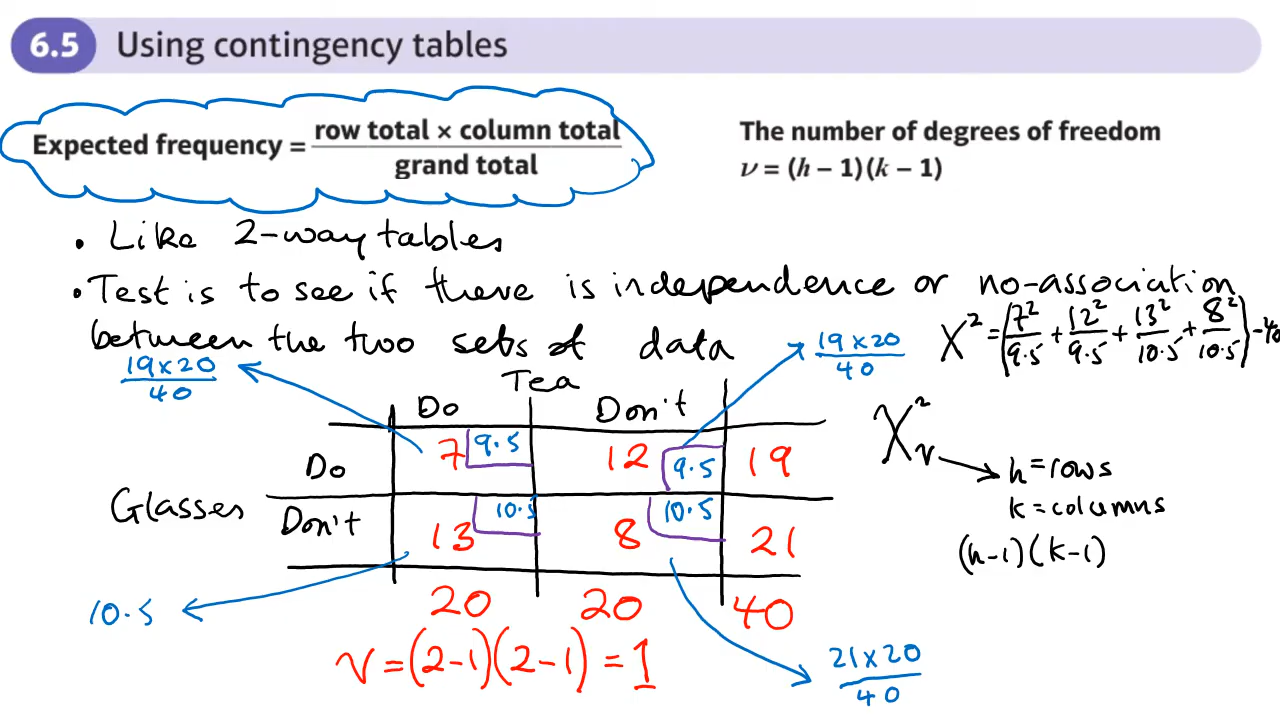 6.5 Using contingency tables
Expected frequency = row total × column total / grand total
The number of degrees of freedom
ν = (h – 1)(k – 1)
• Like 2-way tables
• Test is to see if there is independence or no-association
between the two sets of data
X² = (7²/9.5 + 12²/9.5 + 13²/10.5 + 8²/10.5) - 40
19 x 20 / 40
19 x 20 / 40
Tea
Do Don't
Do 7 9.5 12 9.5 19
Glasses
Don't 13 10.5 8 10.5 21
20 20 40
10.5
ν = (2-1)(2-1) = 1
21 x 20 / 40
X²ν
h = rows
k = columns
(h-1)(k-1)